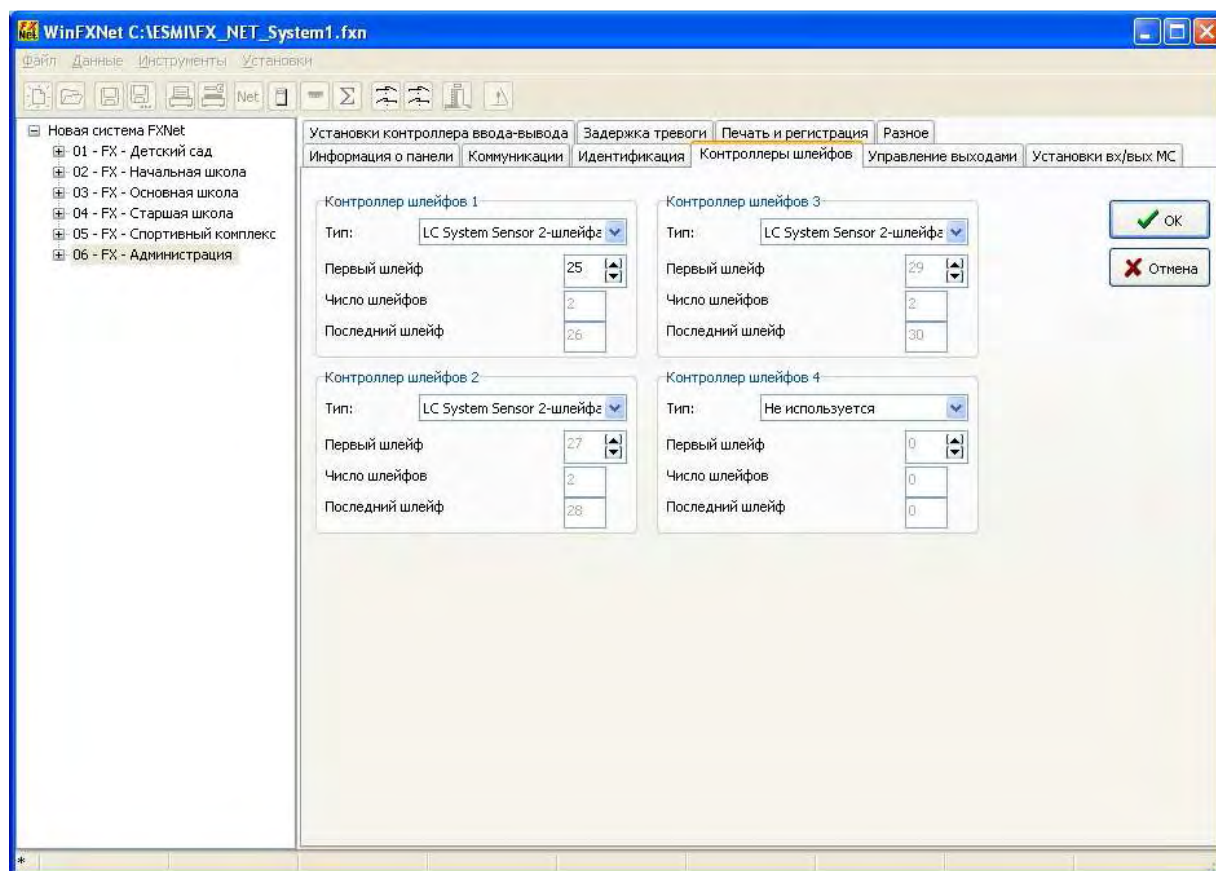 WinFXNet C:\ESMI\FX_NET_System1.fxn
Файл Данные Инструменты Установки
Net
Новая система FXNet
01 - FX - Детский сад
02 - FX - Начальная школа
03 - FX - Основная школа
04 - FX - Старшая школа
05 - FX - Спортивный комплекс
06 - FX - Администрация
Установки контроллера ввода-вывода Задержка тревоги Печать и регистрация Разное
Информация о панели Коммуникации Идентификация Контроллеры шлейфов Управление выходами Установки вх/вых МС
Контроллер шлейфов 1
Тип: LC System Sensor 2-шлейфа
Первый шлейф 25
Число шлейфов 2
Последний шлейф 26
Контроллер шлейфов 2
Тип: LC System Sensor 2-шлейфа
Первый шлейф 27
Число шлейфов 2
Последний шлейф 28
Контроллер шлейфов 3
Тип: LC System Sensor 2-шлейфа
Первый шлейф 29
Число шлейфов 2
Последний шлейф 30
Контроллер шлейфов 4
Тип: Не используется
Первый шлейф 0
Число шлейфов 0
Последний шлейф 0
OK
Отмена
*